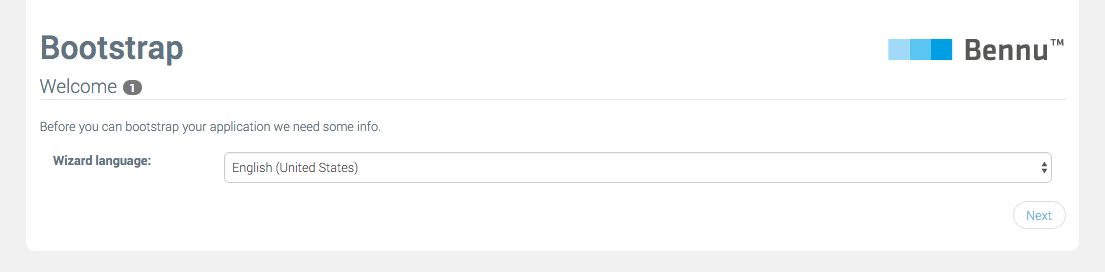 Bootstrap
Bennu™
Welcome 1
Before you can bootstrap your application we need some info.
Wizard language:
English (United States)
Next